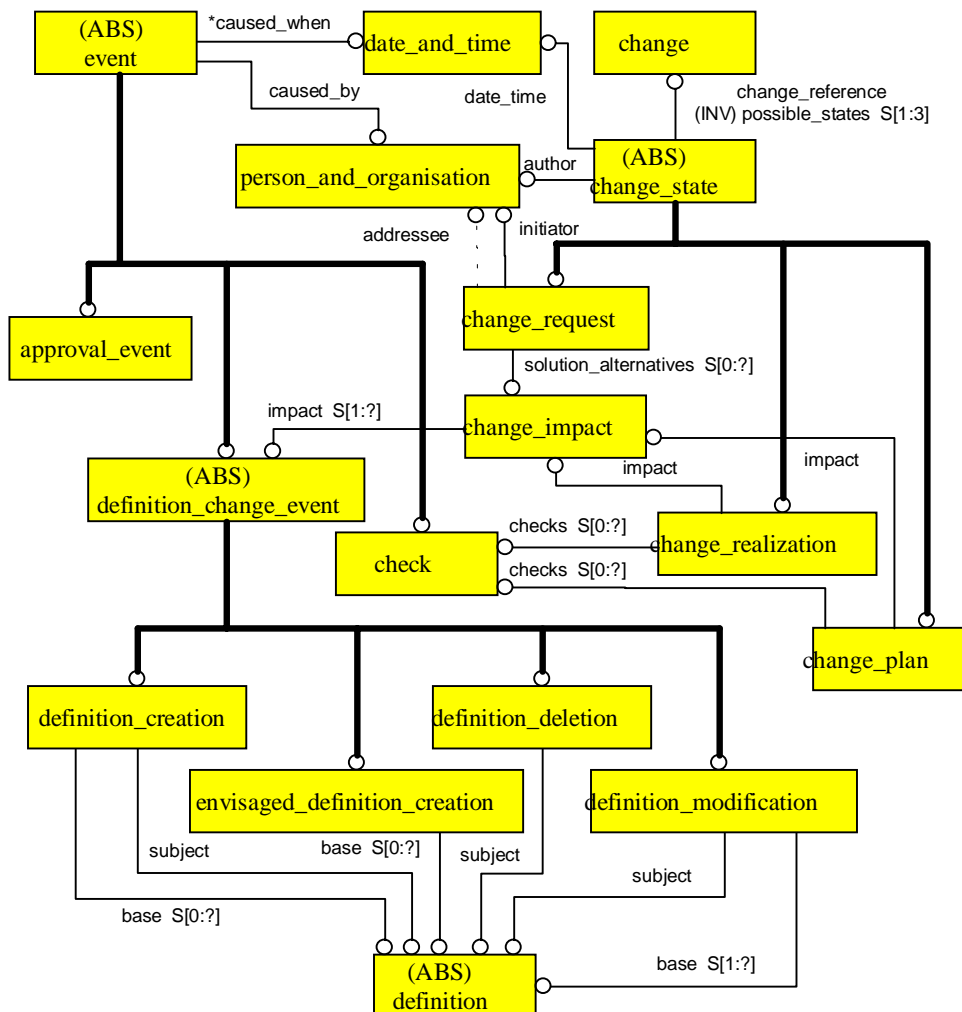 (ABS)
event
*caused_when
date_and_time
change
caused_by
date_time
change_reference
(INV) possible_states S[1:3]
person_and_organisation
author
(ABS)
change_state
addressee
initiator
approval_event
change_request
solution_alternatives S[0:?]
impact S[1:?]
change_impact
impact
impact
(ABS)
definition_change_event
checks S[0:?]
change_realization
check
checks S[0:?]
change_plan
definition_creation
definition_deletion
envisaged_definition_creation
definition_modification
subject
base S[0:?]
subject
subject
base S[0:?]
base S[1:?]
(ABS)
definition